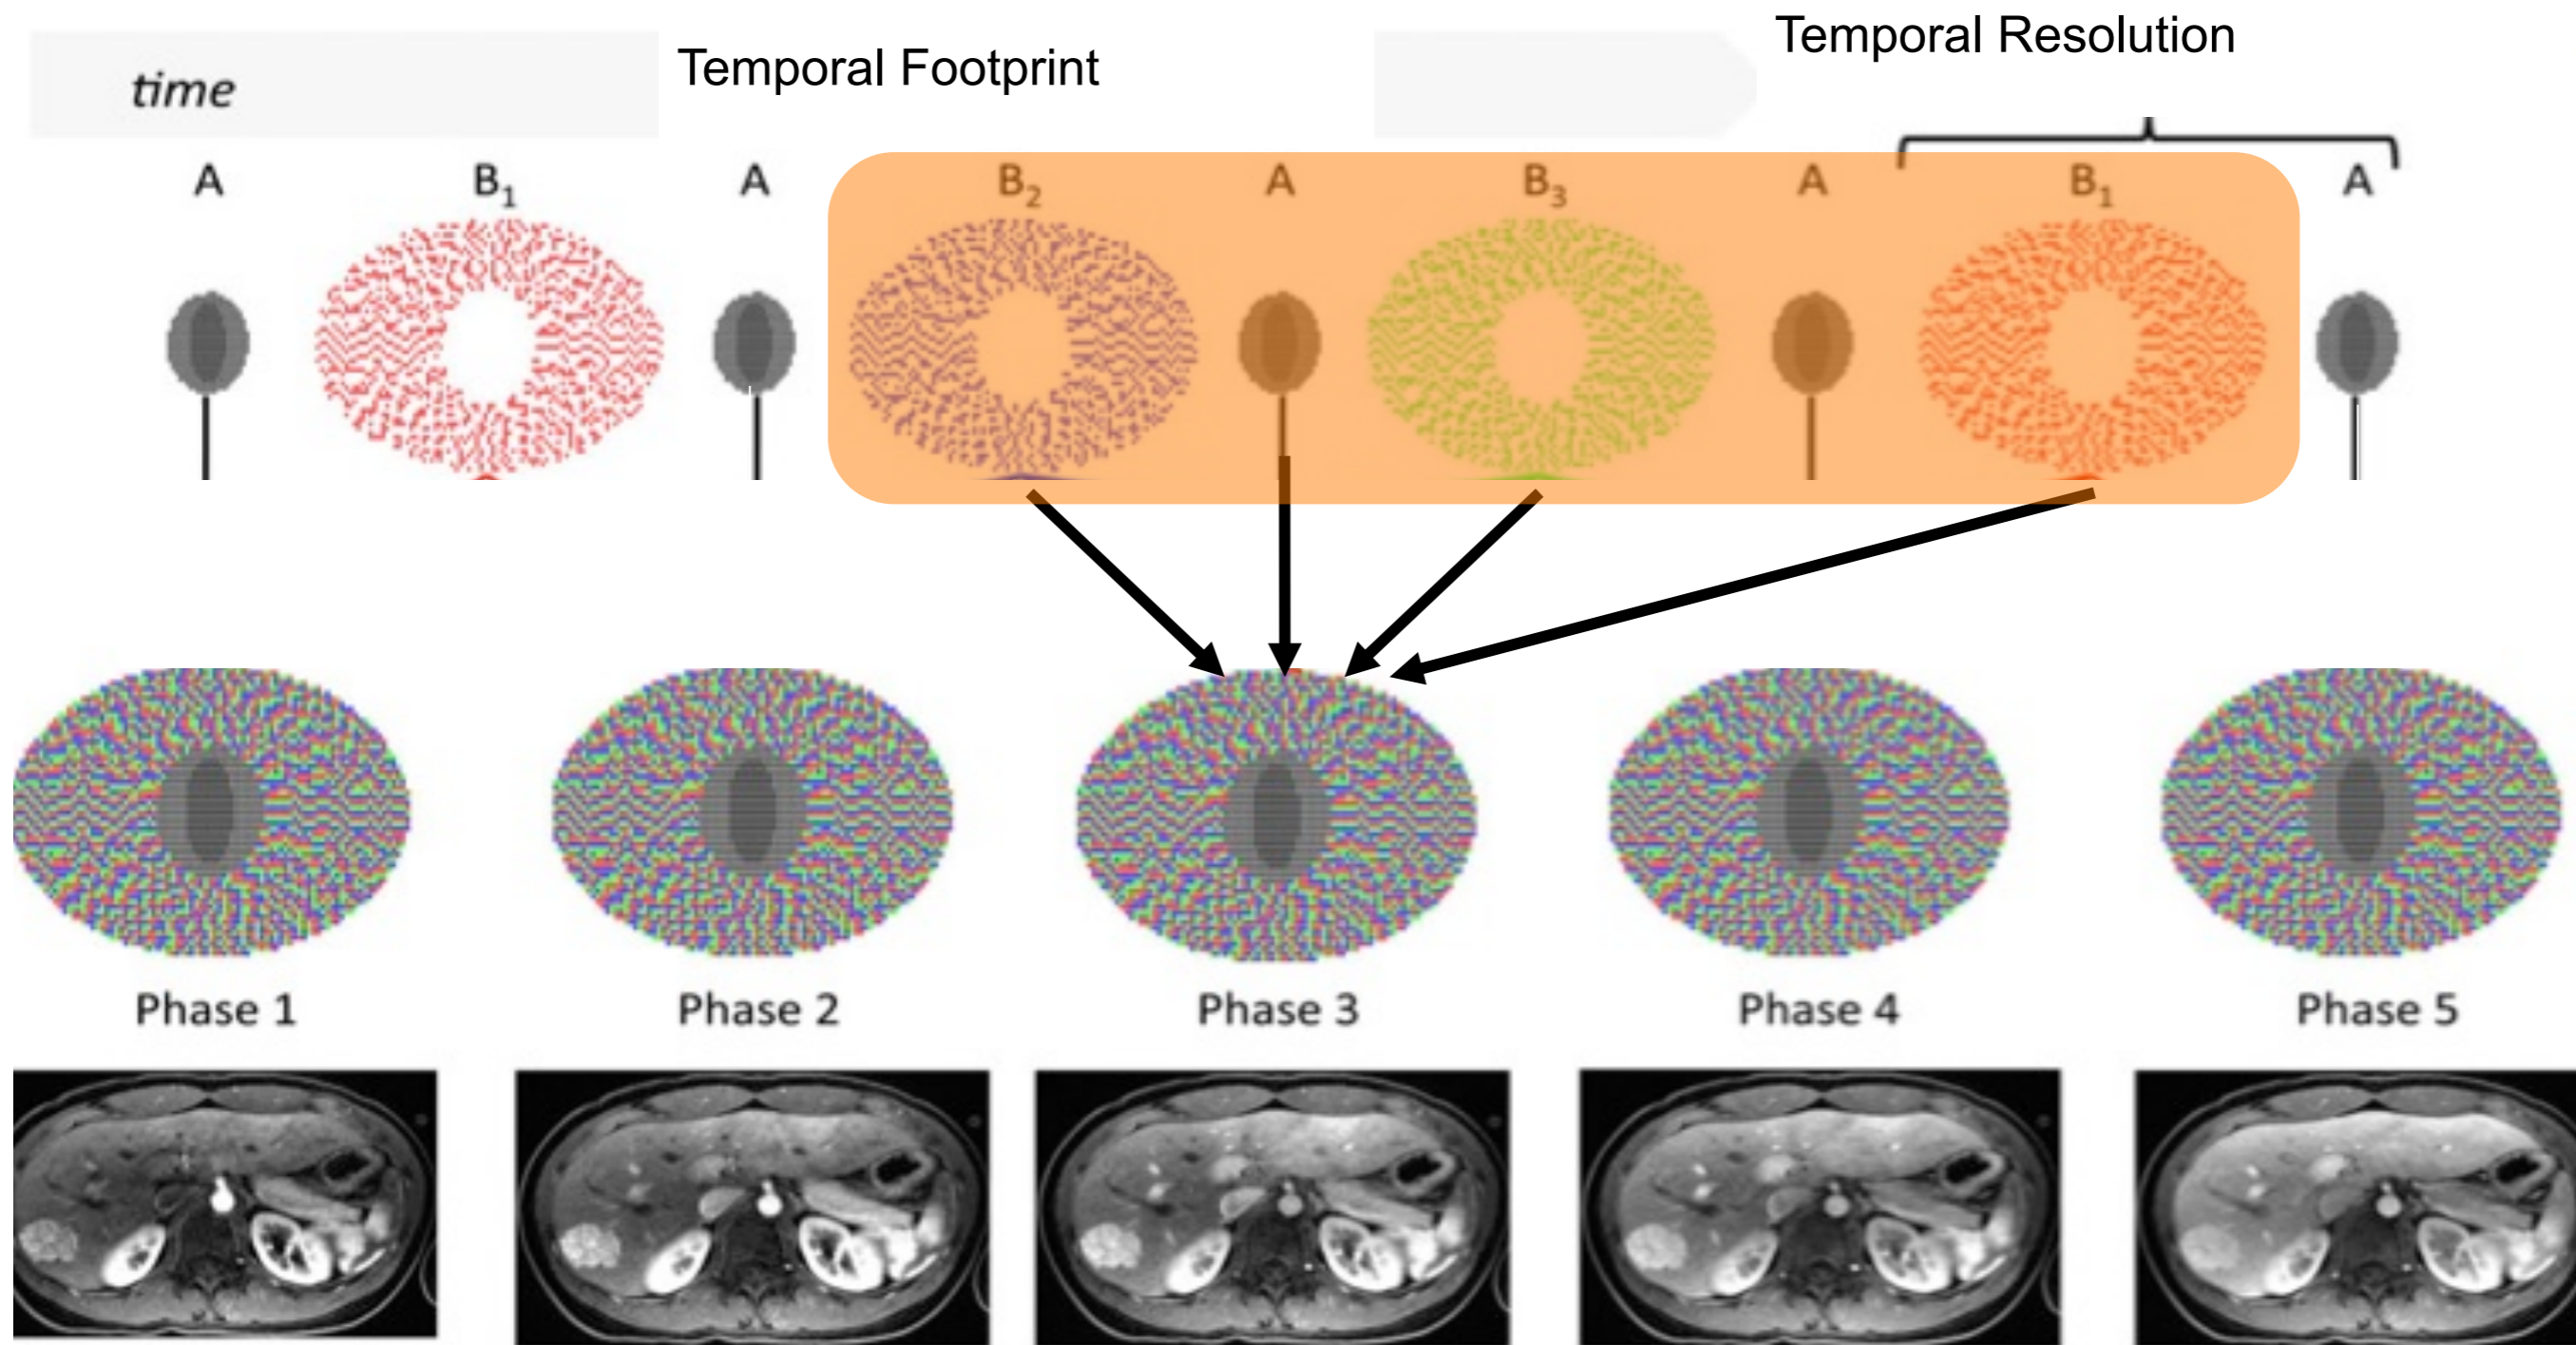 Temporal Resolution
Temporal Footprint
time
A B₁ A B₂ A B₃ A B₁ A
Phase 1 Phase 2 Phase 3 Phase 4 Phase 5